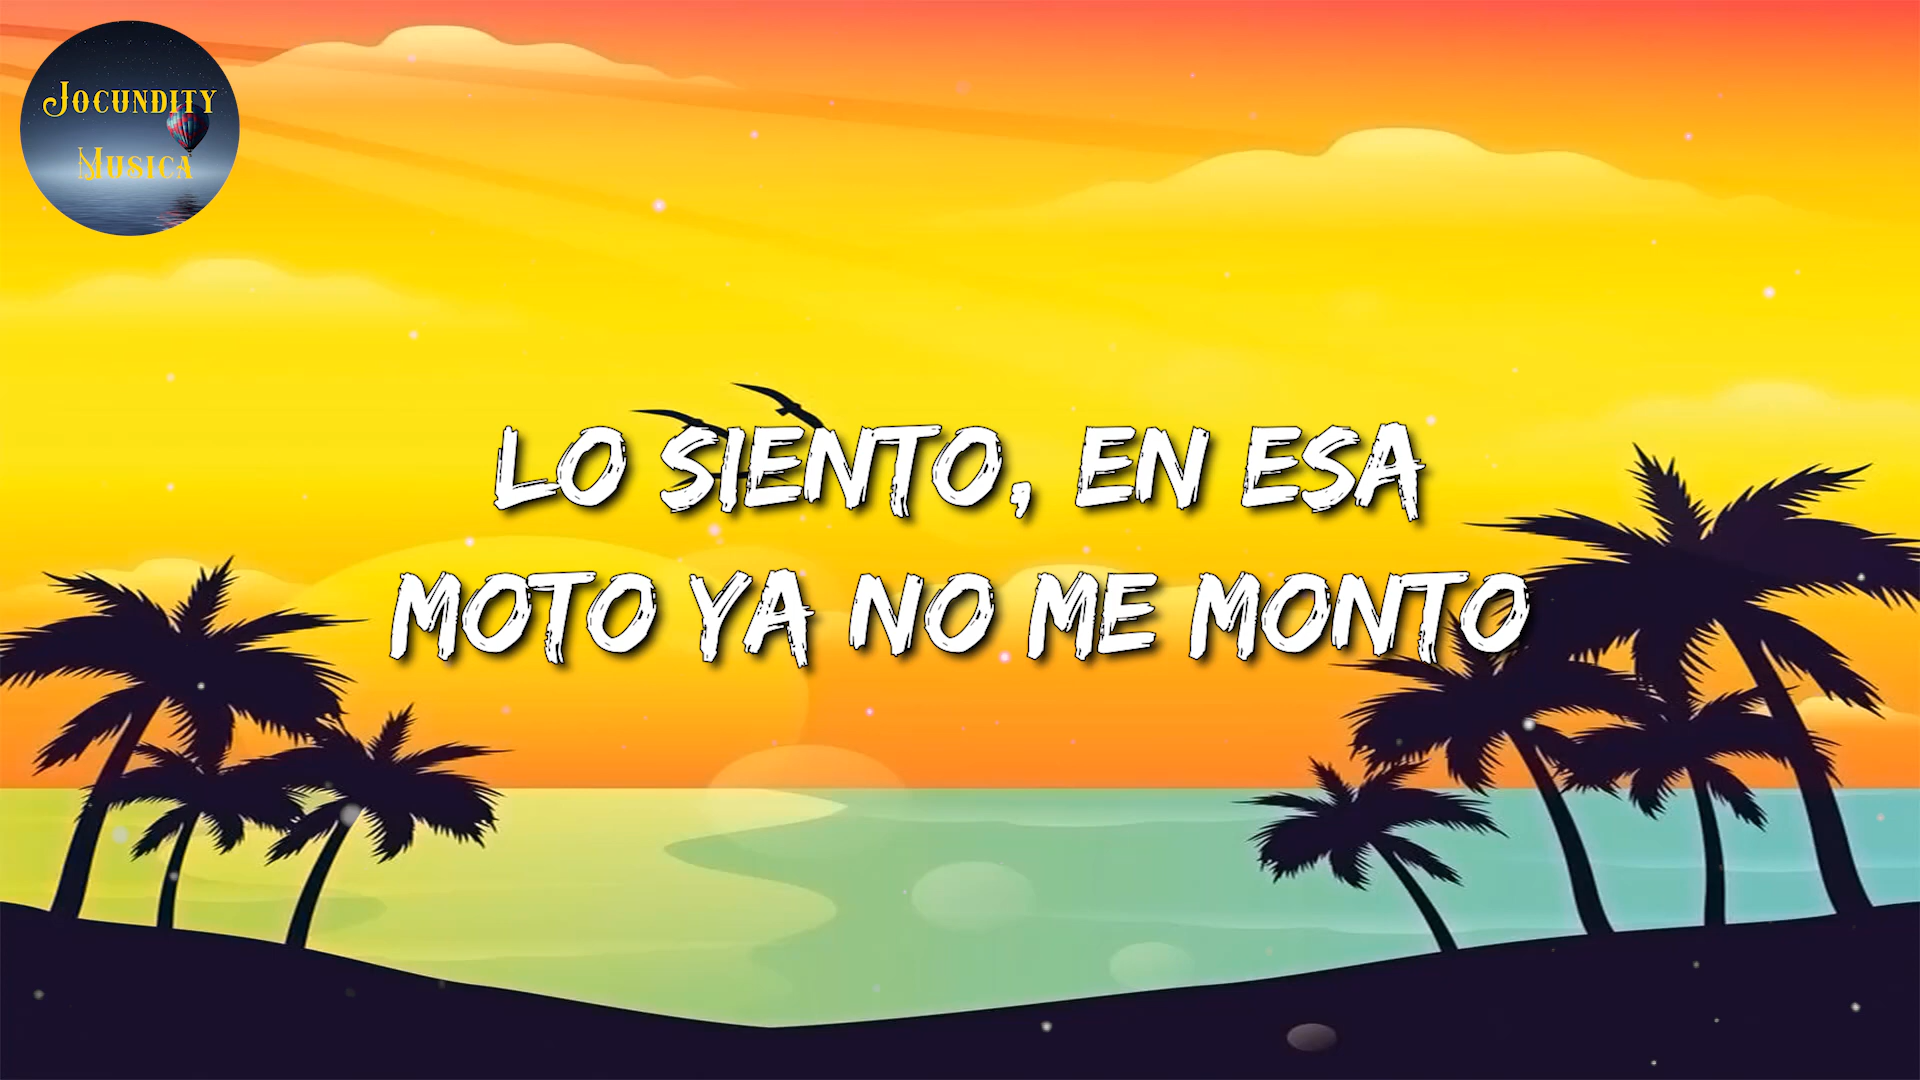 JOCUNDITY
MUSICA
LO SIENTO, EN ESA
MOTO YA NO ME MONTO